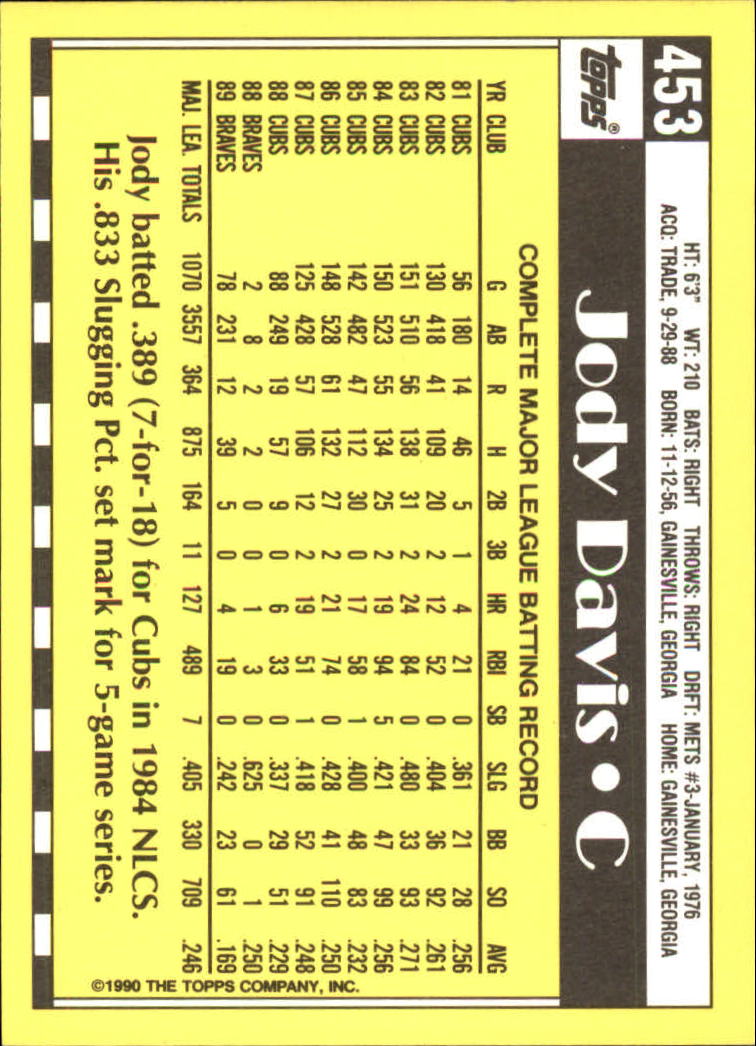 453
HT: 6'3" WT: 210 BATS: RIGHT THROWS: RIGHT DRFT: METS #3-JANUARY, 1976
ACQ: TRADE, 9-29-88 BORN: 11-12-56, GAINESVILLE, GEORGIA HOME: GAINESVILLE, GEORGIA
topps®
Jody Davis • C
COMPLETE MAJOR LEAGUE BATTING RECORD
YR CLUB G AB R H 2B 3B HR RBI SB SLG BB SO AVG
81 CUBS 56 180 14 46 5 1 4 21 0 .361 21 28 .256
82 CUBS 130 418 41 109 20 2 12 52 0 .404 36 92 .261
83 CUBS 151 510 56 138 31 2 24 84 0 .480 33 93 .271
84 CUBS 150 523 55 134 25 2 19 94 5 .421 47 99 .256
85 CUBS 142 482 47 112 30 0 17 58 1 .400 48 83 .232
86 CUBS 148 528 61 132 27 2 21 74 0 .428 41 110 .250
87 CUBS 125 428 57 106 12 2 19 51 1 .418 52 91 .248
88 CUBS 88 249 19 57 9 0 6 33 0 .337 29 51 .229
88 BRAVES 2 8 2 2 0 0 1 3 0 .625 0 1 .250
89 BRAVES 78 231 12 39 5 0 4 19 0 .242 23 61 .169
MAJ. LEA. TOTALS 1070 3557 364 875 164 11 127 489 7 .405 330 709 .246
Jody batted .389 (7-for-18) for Cubs in 1984 NLCS.
His .833 Slugging Pct. set mark for 5-game series.
©1990 THE TOPPS COMPANY, INC.